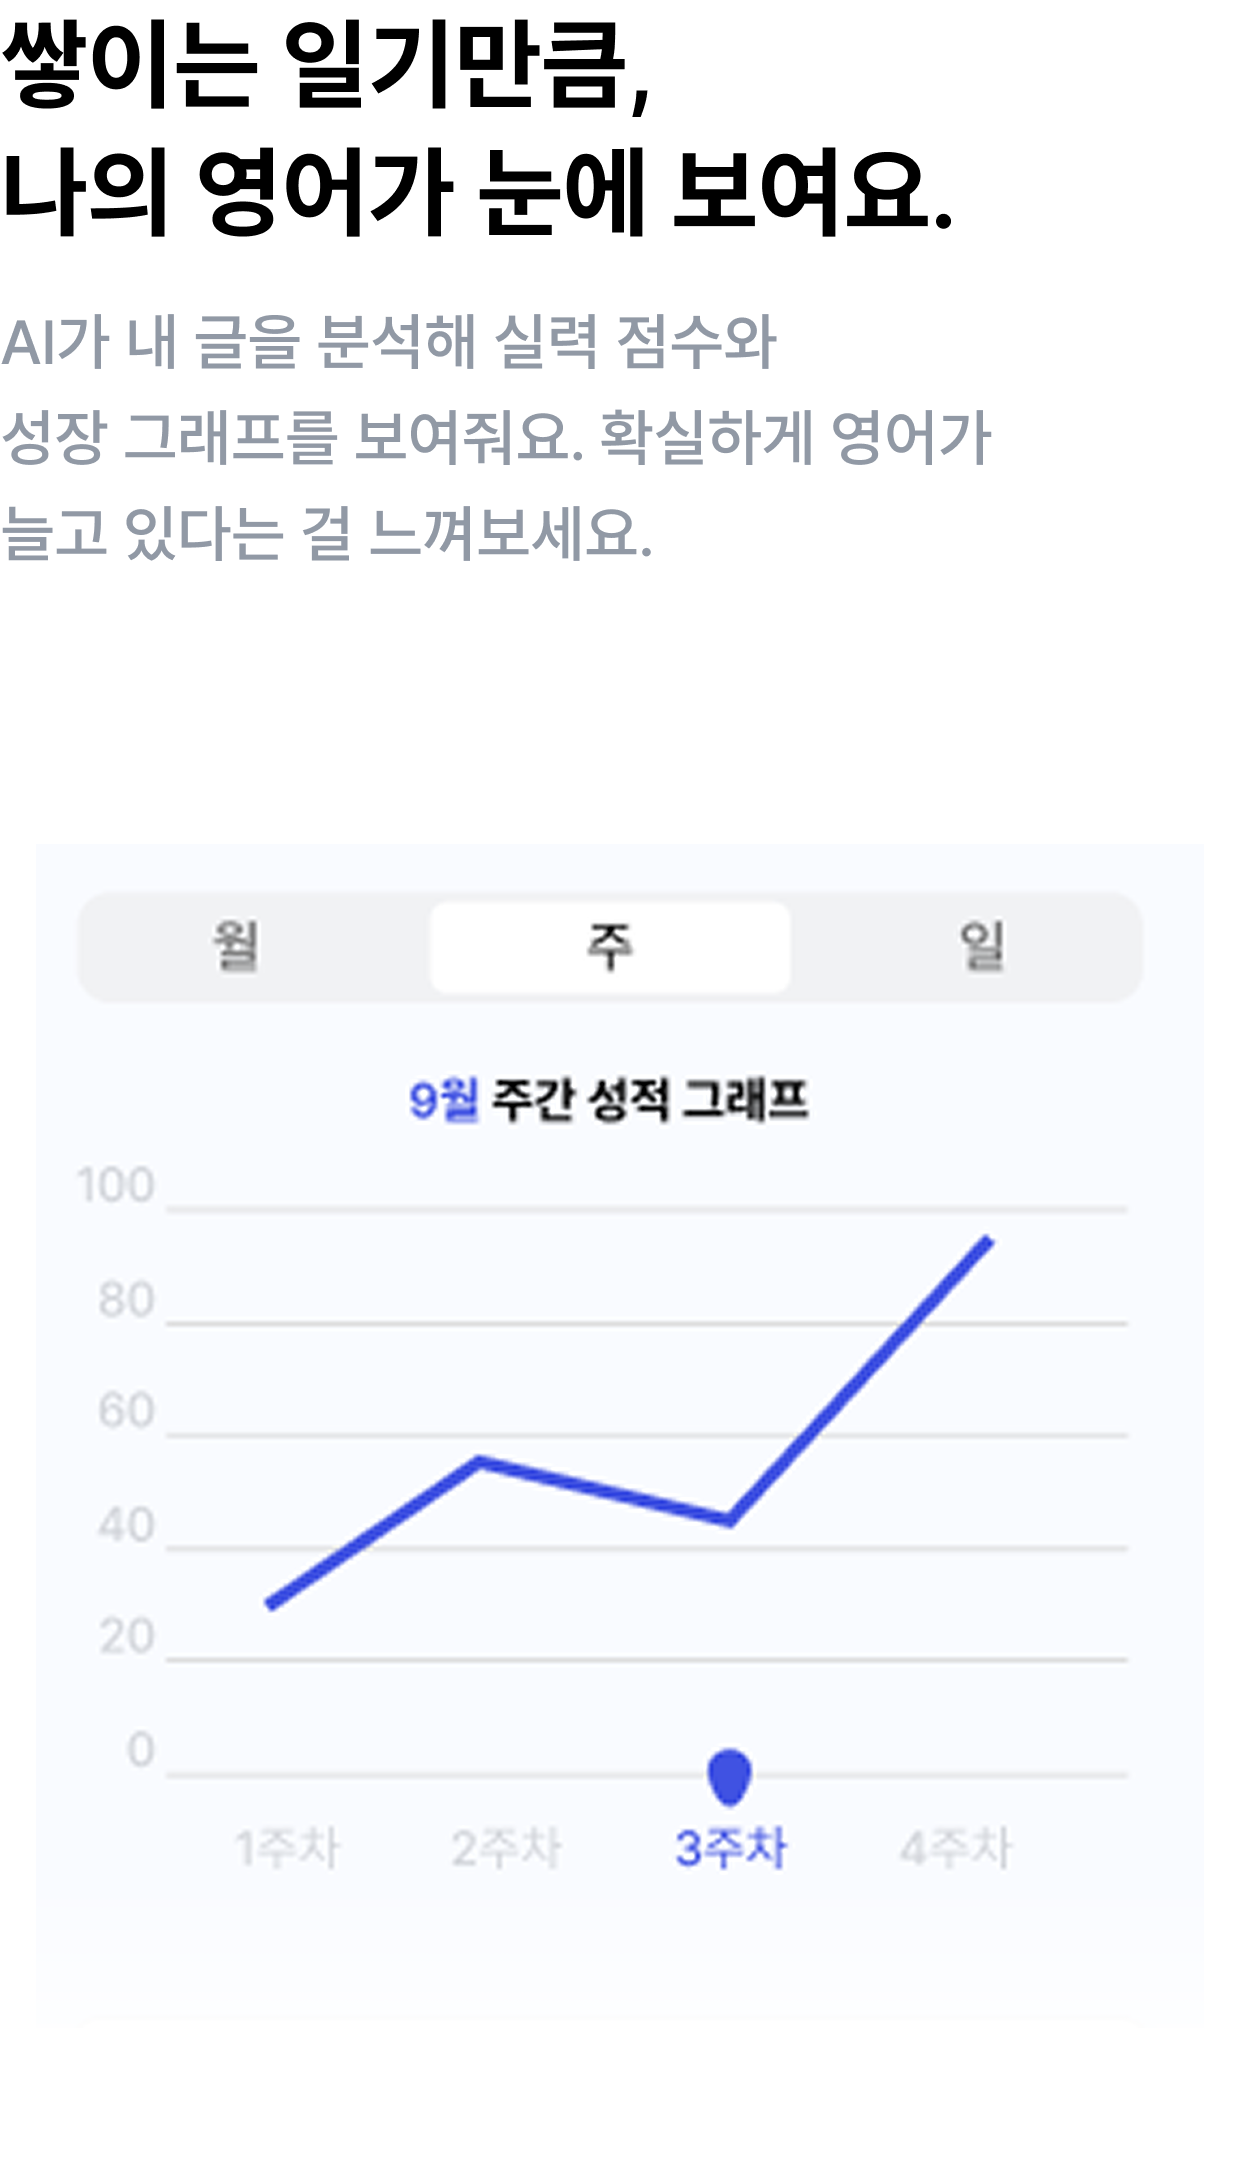 쌓이는 일기만큼,
나의 영어가 눈에 보여요.
AI가 내 글을 분석해 실력 점수와
성장 그래프를 보여줘요. 확실하게 영어가
늘고 있다는 걸 느껴보세요.
월 주 일
9월 주간 성적 그래프
100
80
60
40
20
0
1주차 2주차 3주차 4주차